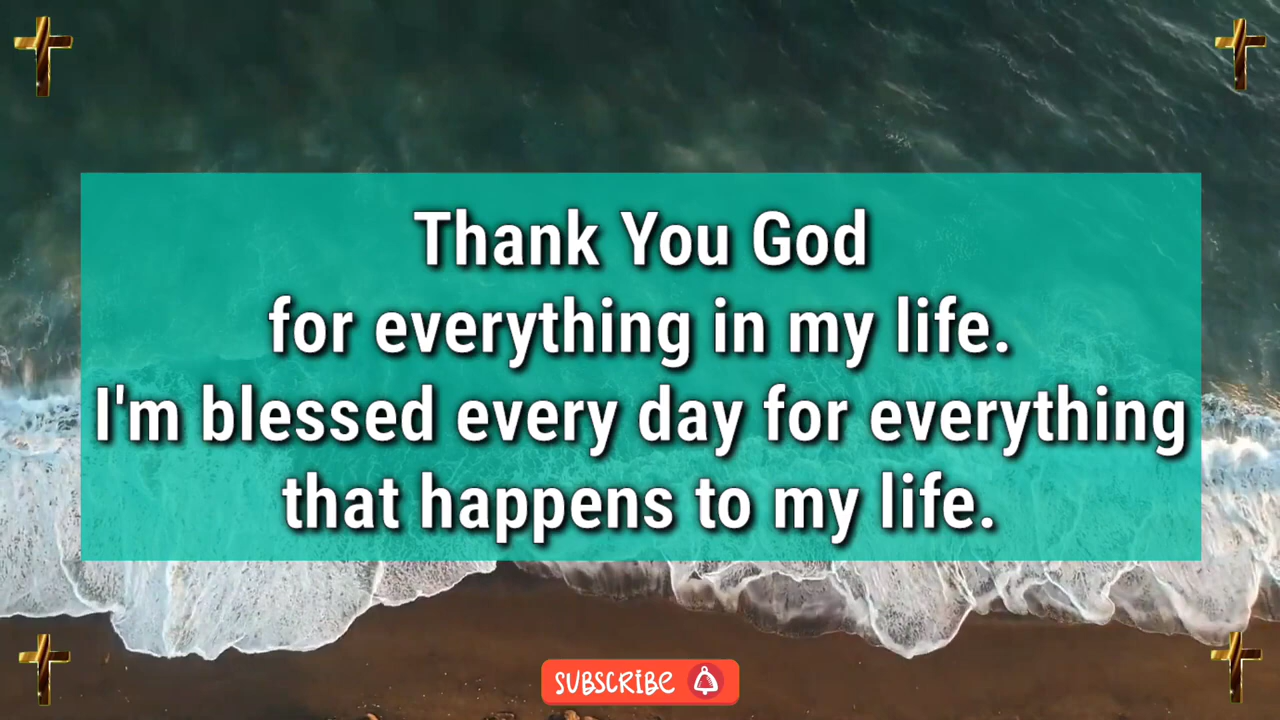 Thank You God
for everything in my life.
I'm blessed every day for everything
that happens to my life.
SUBSCRIBE